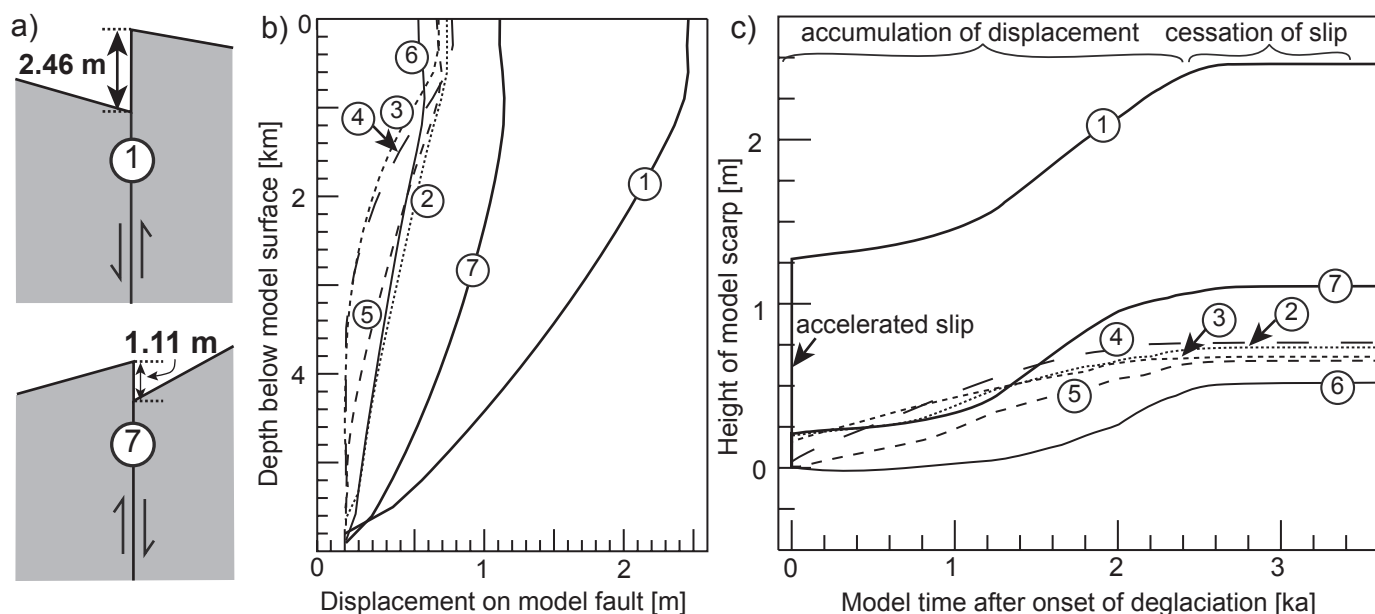 a)
2.46 m
1
1.11 m
7
b)
0
2
4
Depth below model surface [km]
6
3
4
1
2
7
5
0
1
2
Displacement on model fault [m]
c)
accumulation of displacement
cessation of slip
2
1
0
Height of model scarp [m]
1
7
accelerated slip
4
3
2
5
6
0
1
2
3
Model time after onset of deglaciation [ka]